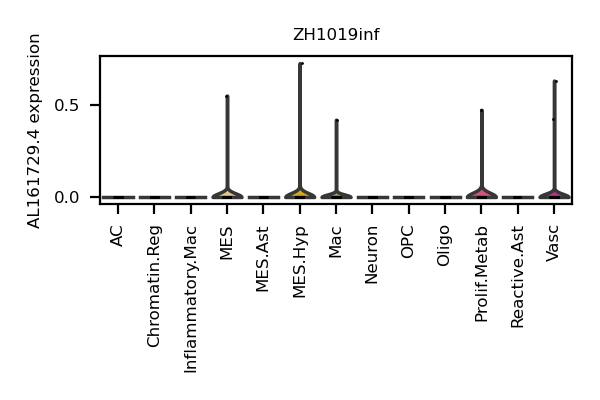 ZH1019inf
AL161729.4 expression
0.5
0.0
AC
Chromatin.Reg
Inflammatory.Mac
MES
MES.Ast
MES.Hyp
Mac
Neuron
OPC
Oligo
Prolif.Metab
Reactive.Ast
Vasc